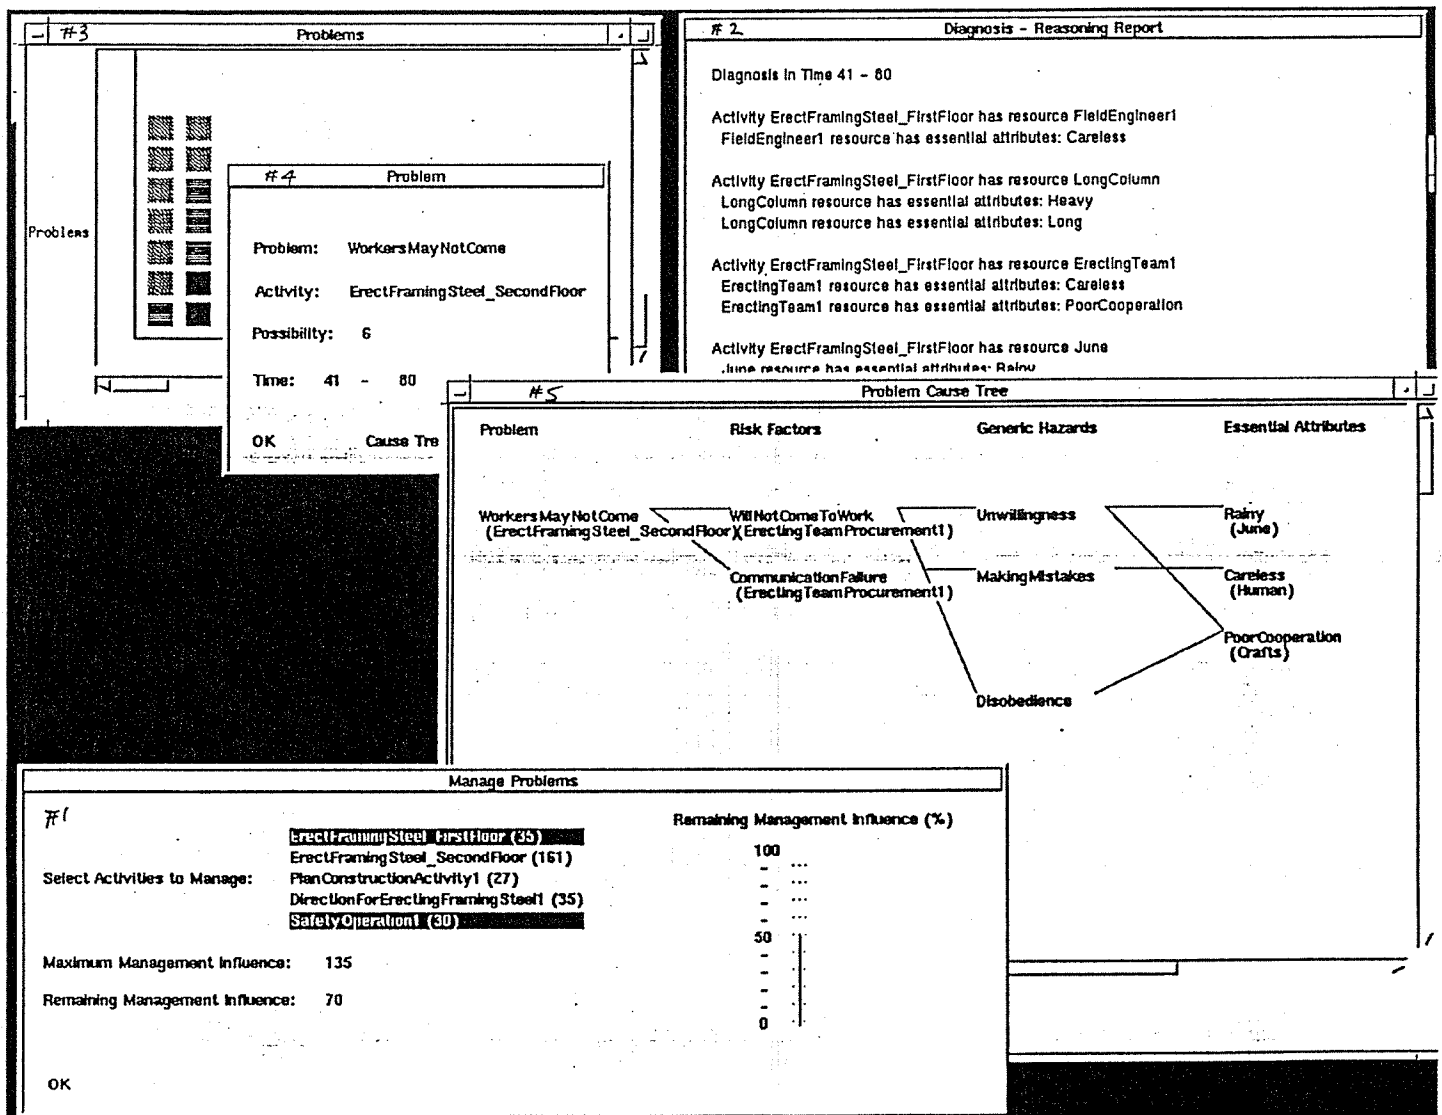 #3
Problems
Problems
#4
Problem
Problem: WorkersMayNotCome
Activity: ErectFramingSteel_SecondFloor
Possibility: 6
Time: 41 - 80
OK Cause Tre
#2
Diagnosis - Reasoning Report
Diagnosis in Time 41 - 80
Activity ErectFramingSteel_FirstFloor has resource FieldEngineer1
FieldEngineer1 resource has essential attributes: Careless
Activity ErectFramingSteel_FirstFloor has resource LongColumn
LongColumn resource has essential attributes: Heavy
LongColumn resource has essential attributes: Long
Activity ErectFramingSteel_FirstFloor has resource ErectingTeam1
ErectingTeam1 resource has essential attributes: Careless
ErectingTeam1 resource has essential attributes: PoorCooperation
Activity ErectFramingSteel_FirstFloor has resource June
June resource has essential attributes: Rainy
#5
Problem Cause Tree
Problem Risk Factors Generic Hazards Essential Attributes
WorkersMayNotCome WillNotComeToWork Unwillingness Rainy
(ErectFramingSteel_SecondFloor)(ErectingTeamProcurement1) (June)
CommunicationFailure MakingMistakes Careless
(ErectingTeamProcurement1) (Human)
PoorCooperation
(Crafts)
Disobedience
Manage Problems
#1
Remaining Management Influence (%)
ErectFramingSteel_FirstFloor (35)
ErectFramingSteel_SecondFloor (161)
Select Activities to Manage: PlanConstructionActivity1 (27)
DirectionForErectingFramingSteel1 (35)
SafetyOperation1 (30)
100
50
0
Maximum Management Influence: 135
Remaining Management Influence: 70
OK